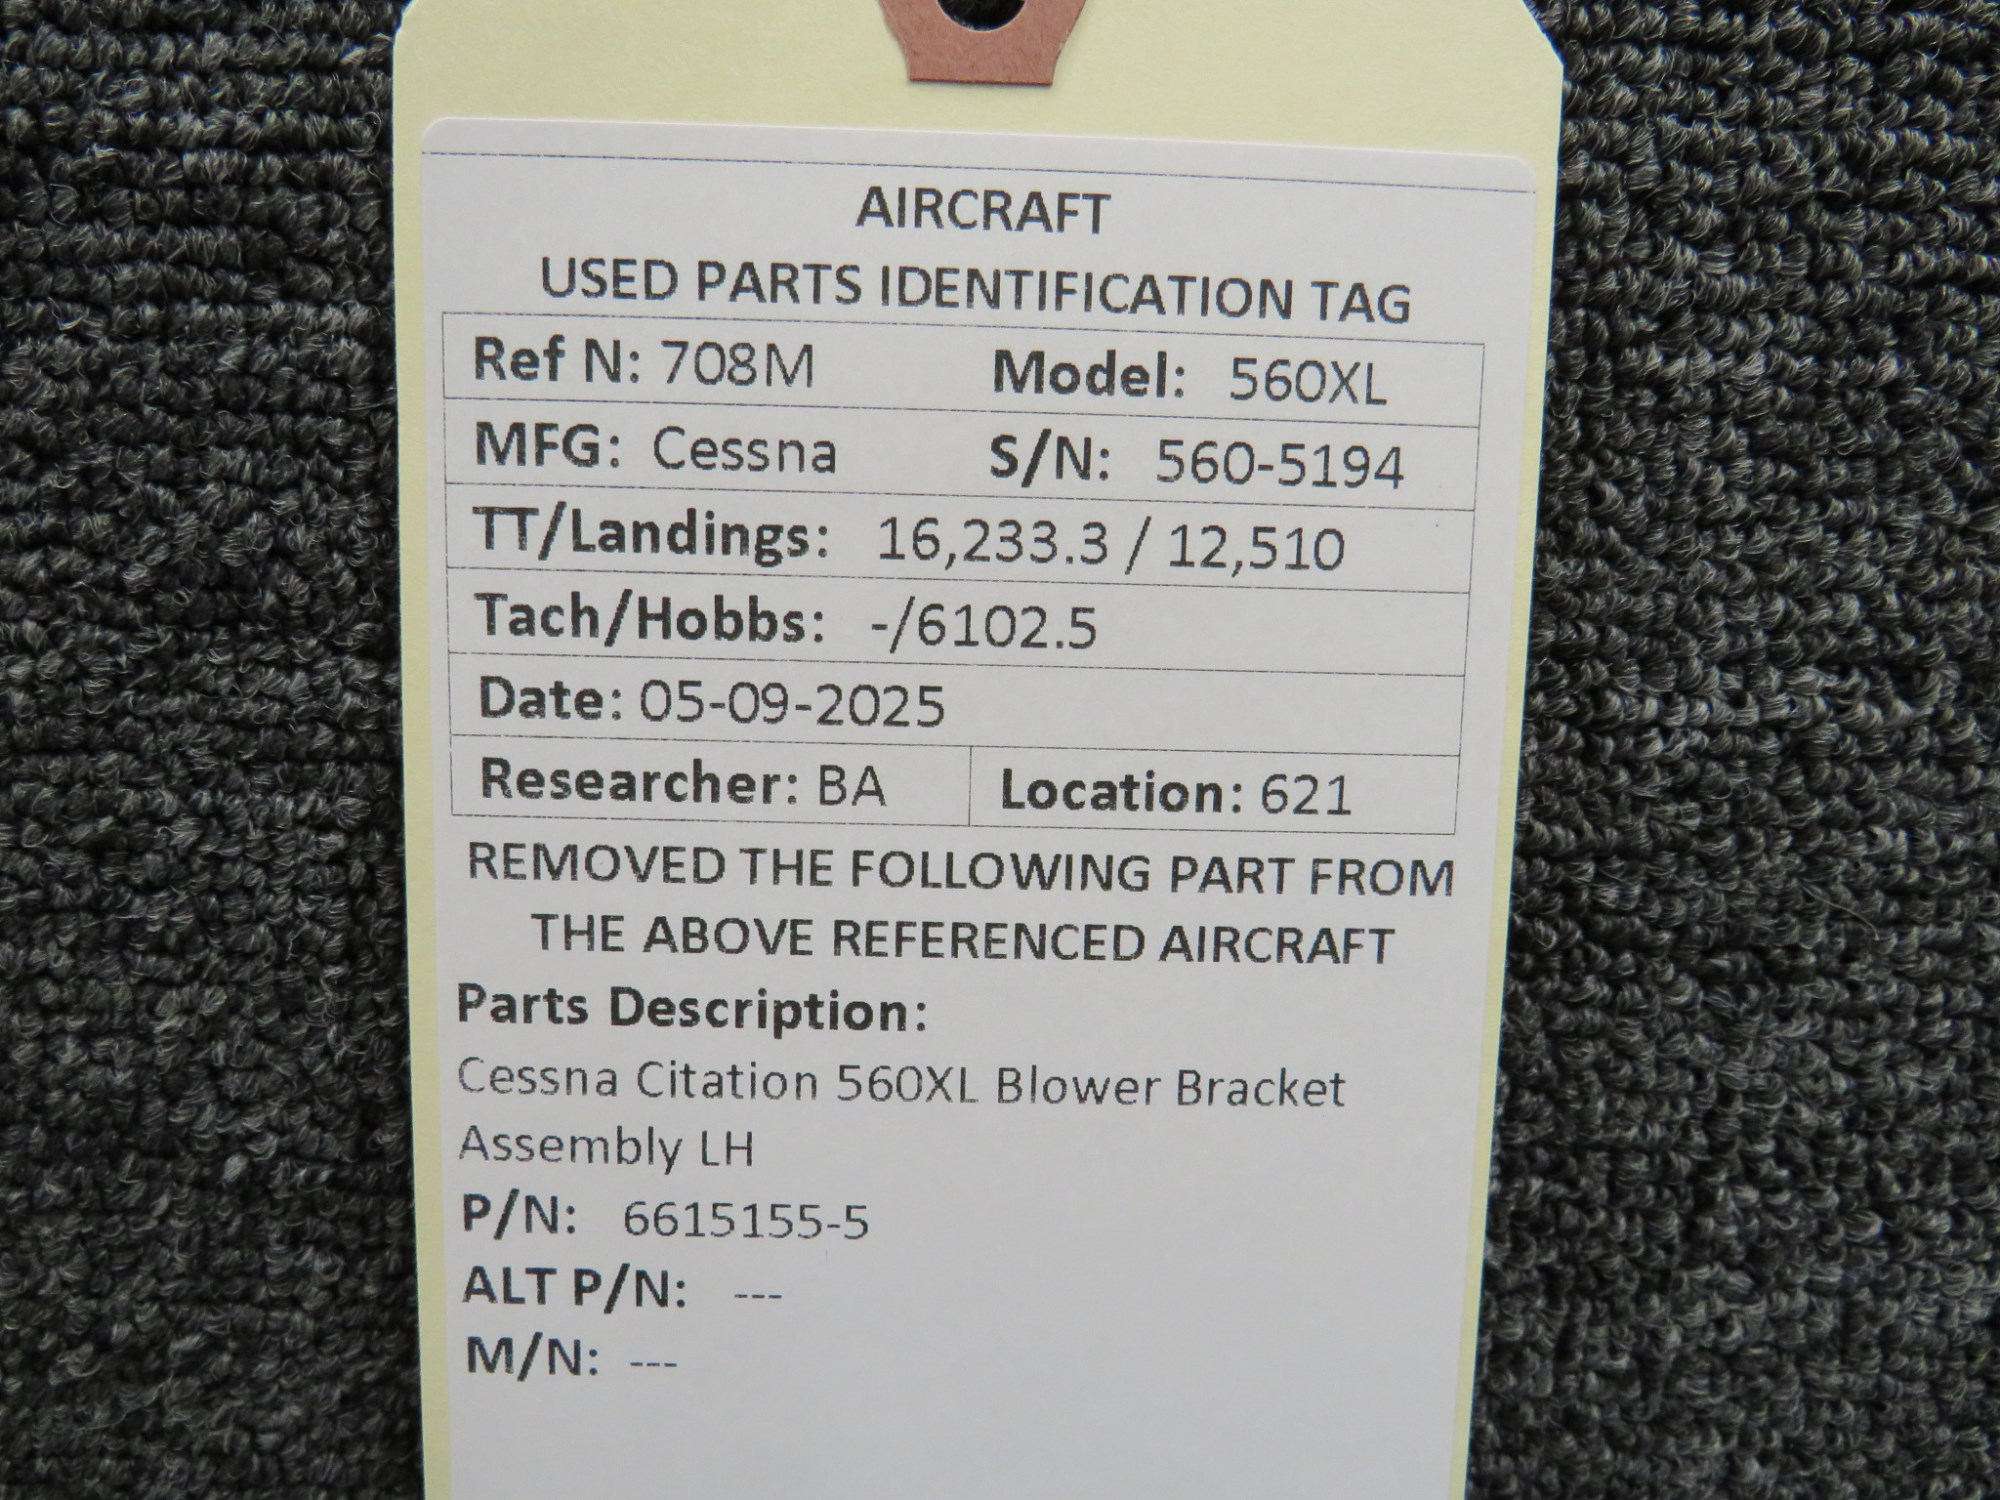 AIRCRAFT
USED PARTS IDENTIFICATION TAG
Ref N: 708M Model: 560XL
MFG: Cessna S/N: 560-5194
TT/Landings: 16,233.3 / 12,510
Tach/Hobbs: -/6102.5
Date: 05-09-2025
Researcher: BA Location: 621
REMOVED THE FOLLOWING PART FROM
THE ABOVE REFERENCED AIRCRAFT
Parts Description:
Cessna Citation 560XL Blower Bracket
Assembly LH
P/N: 6615155-5
ALT P/N: ---
M/N: ---